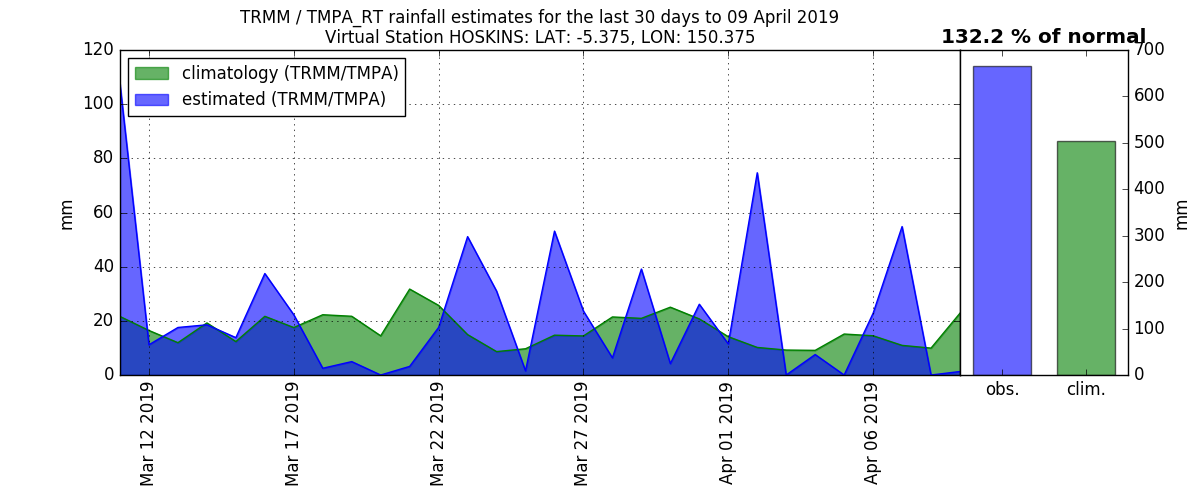 TRMM / TMPA_RT rainfall estimates for the last 30 days to 09 April 2019
Virtual Station HOSKINS: LAT: -5.375, LON: 150.375
132.2 % of normal
climatology (TRMM/TMPA)
estimated (TRMM/TMPA)
mm
120
100
80
60
40
20
0
Mar 12 2019
Mar 17 2019
Mar 22 2019
Mar 27 2019
Apr 01 2019
Apr 06 2019
obs.
clim.
700
600
500
400
300
200
100
0
mm